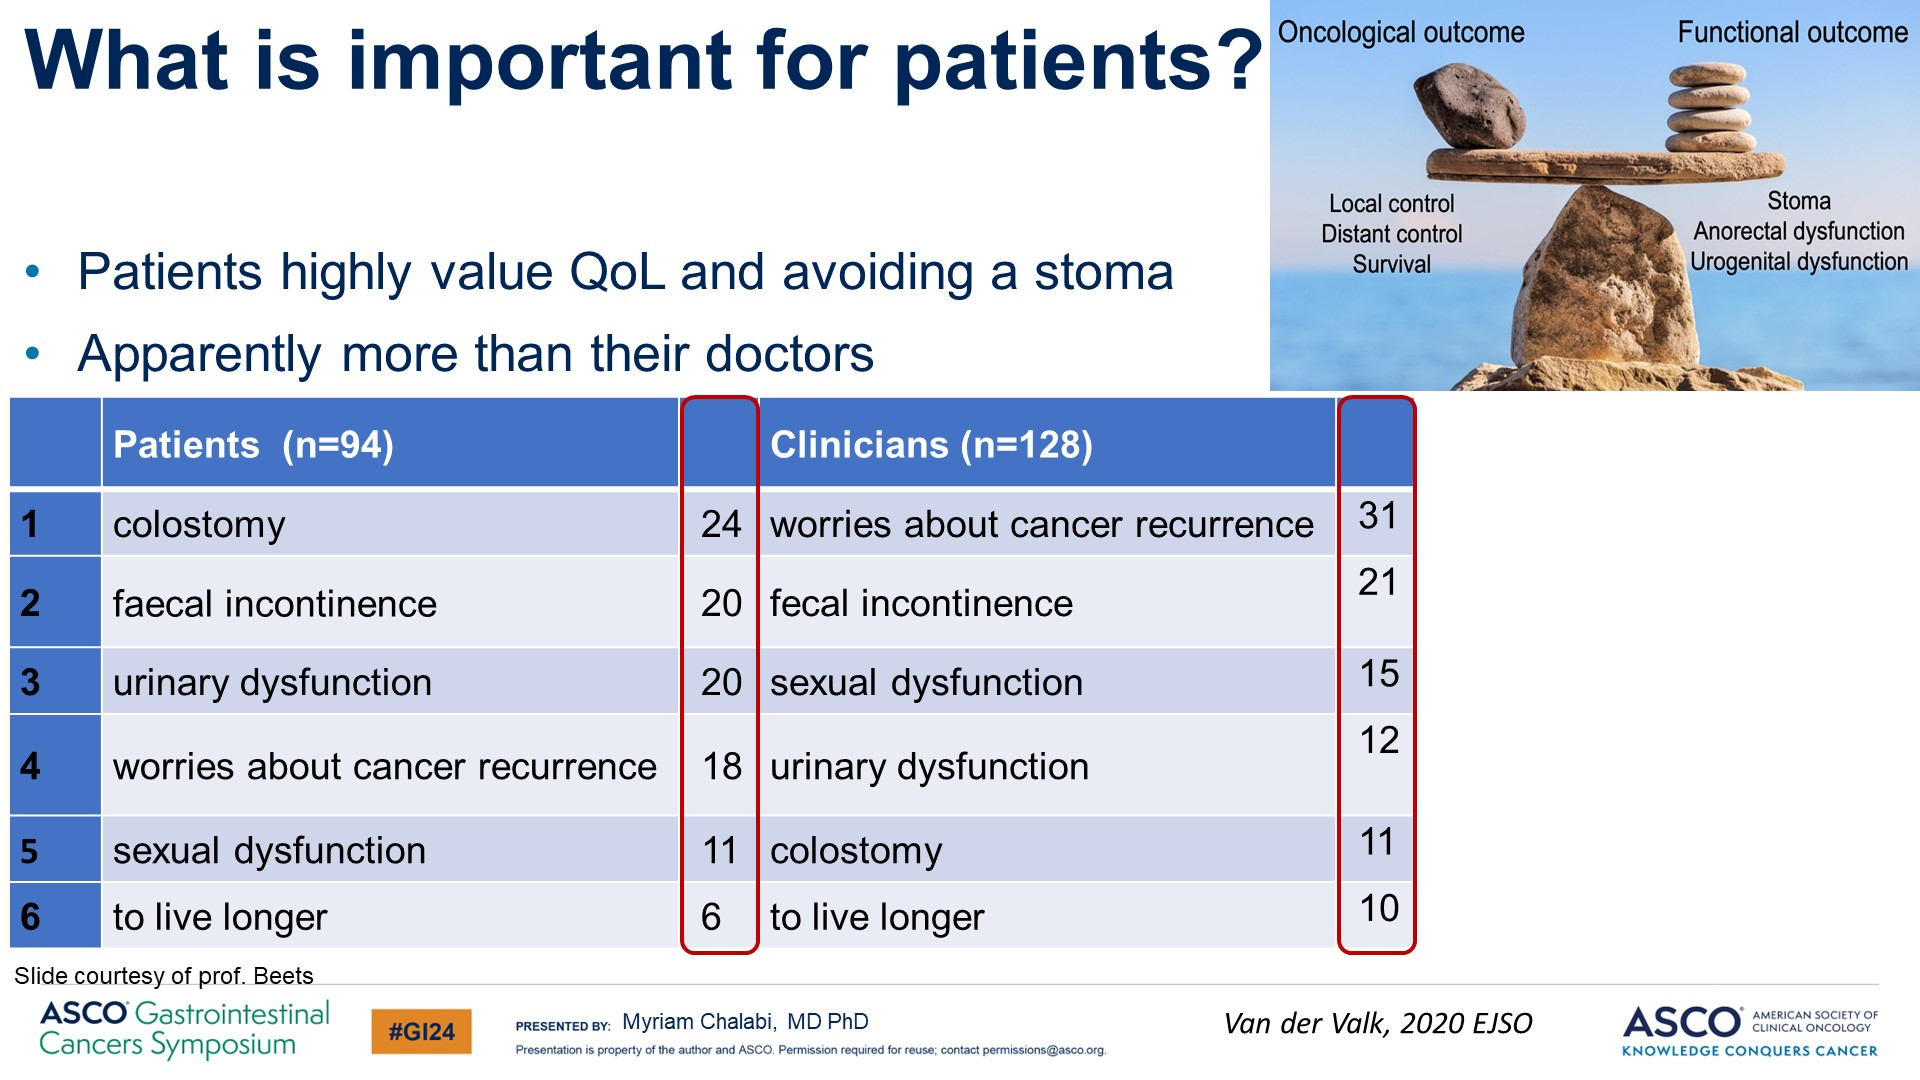 What is important for patients?
Oncological outcome
Functional outcome
Local control
Distant control
Survival
Stoma
Anorectal dysfunction
Urogenital dysfunction
• Patients highly value QoL and avoiding a stoma
• Apparently more than their doctors
Patients (n=94) Clinicians (n=128)
1 colostomy 24 worries about cancer recurrence 31
2 faecal incontinence 20 fecal incontinence 21
3 urinary dysfunction 20 sexual dysfunction 15
4 worries about cancer recurrence 18 urinary dysfunction 12
5 sexual dysfunction 11 colostomy 11
6 to live longer 6 to live longer 10
Slide courtesy of prof. Beets
ASCO Gastrointestinal
Cancers Symposium
#GI24
PRESENTED BY: Myriam Chalabi, MD PhD
Presentation is property of the author and ASCO. Permission required for reuse; contact permissions@asco.org.
Van der Valk, 2020 EJSO
ASCO AMERICAN SOCIETY OF
CLINICAL ONCOLOGY
KNOWLEDGE CONQUERS CANCER